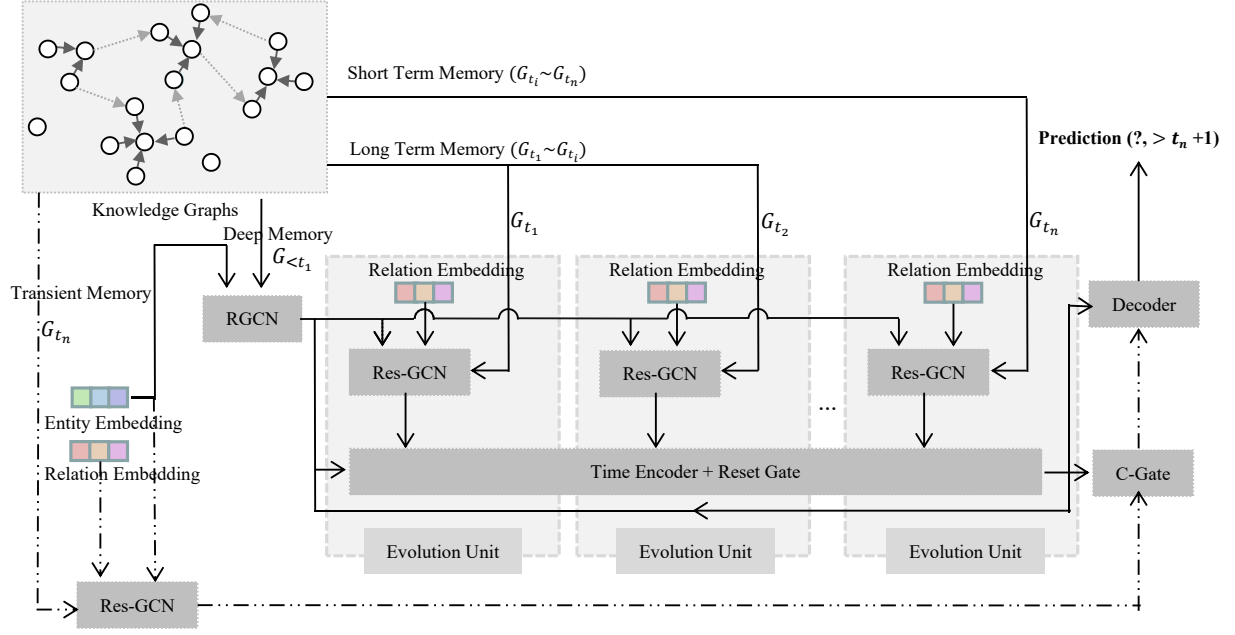 Short Term Memory (G_{t_i}~G_{t_n})
Prediction (?, > t_n +1)
Long Term Memory (G_{t_1}~G_{t_i})
Knowledge Graphs
Deep Memory
G_{<t_1}
G_{t_1}
G_{t_2}
G_{t_n}
Relation Embedding
Relation Embedding
Relation Embedding
Transient Memory
G_{t_n}
RGCN
Decoder
Res-GCN
Res-GCN
Res-GCN
...
Entity Embedding
Relation Embedding
Time Encoder + Reset Gate
C-Gate
Evolution Unit
Evolution Unit
Evolution Unit
Res-GCN